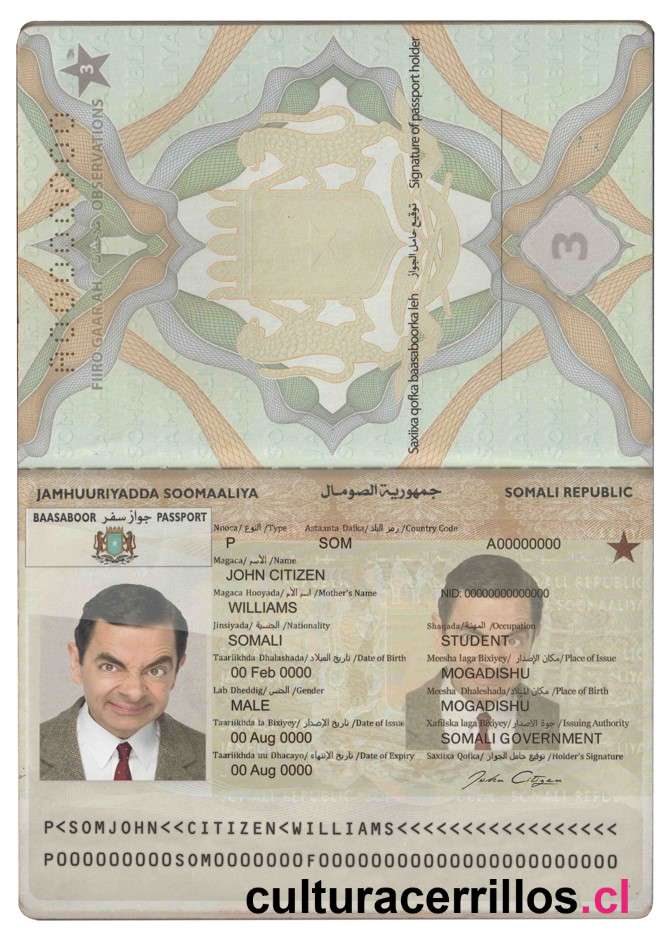 3
FIIRO GAAR AH / ملاحظات / OBSERVATIONS
Saxiixa qofka baasaboorka leh توقيع حامل الجواز Signature of passport holder
3
JAMHUURIYADDA SOOMAALIYA جمهورية الصومال SOMALI REPUBLIC
BAASABOOR جواز سفر PASSPORT
Nooca/ النوع /Type Astaanta Dalka/ رمز البلد /Country Code
P SOM A00000000
Magaca/ الأسم /Name
JOHN CITIZEN
Magaca Hooyada/ اسم الأم /Mother's Name NID: 00000000000000
WILLIAMS
Jinsiyada/ الجنسية /Nationality Shaqada/ المهنة /Occupation
SOMALI STUDENT
Taariikhda Dhalashada/ تاريخ الميلاد /Date of Birth Meesha laga Bixiyey/ مكان الإصدار /Place of Issue
00 Feb 0000 MOGADISHU
Lab Dheddig/ الجنس /Gender Meesha Dhaleshada/ مكان الميلاد /Place of Birth
MALE MOGADISHU
Taariikhda la Bixiyey/ تاريخ الإصدار /Date of Issue Xafiiska laga Bixiyey/ جهة الاصدار /Issuing Authority
00 Aug 0000 SOMALI GOVERNMENT
Taariikhda uu Dhacayo/ تاريخ الإنتهاء /Date of Expiry Saxiixa Qofka/ توقيع حامل الجواز /Holder's Signature
00 Aug 0000 John Citizen
P<SOMJOHN<<CITIZEN<WILLIAMS<<<<<<<<<<<<<<<<<
P000000000SOM0000000F00000000000000000000000
culturacerrillos.cl